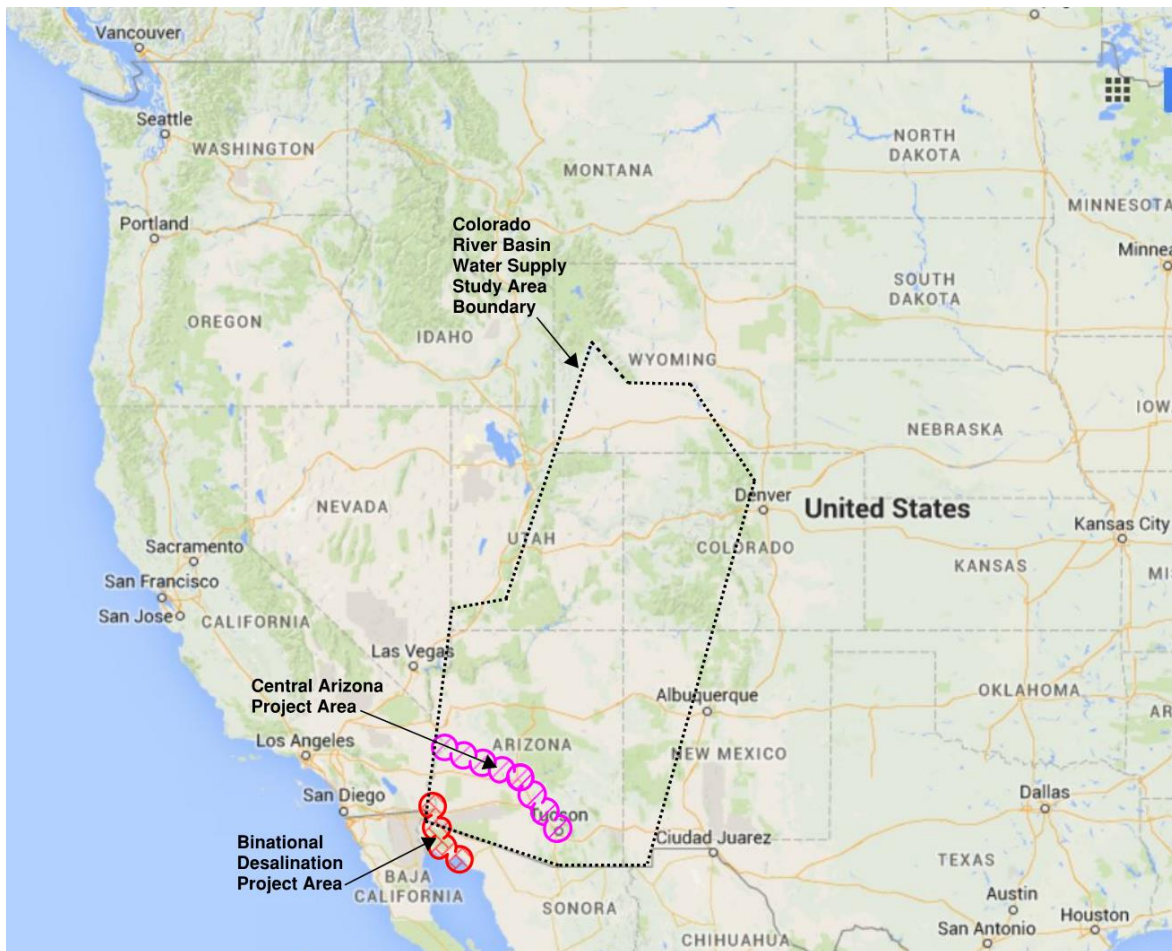 Vancouver
Seattle
WASHINGTON
NORTH
DAKOTA
MONTANA
MINNESOTA
Portland
Colorado
River Basin
Water Supply
Study Area
Boundary
Minnea
SOUTH
DAKOTA
OREGON
IDAHO
WYOMING
IOW
NEBRASKA
NEVADA
Denver
United States
Kansas City
UTAH
COLORADO
Sacramento
KANSAS
MI
San Francisco
San Jose
CALIFORNIA
Las Vegas
Central Arizona
Project Area
Albuquerque
OKLAHOMA
AR
Los Angeles
ARIZONA
NEW MEXICO
San Diego
Dallas
Tucson
Binational
Desalination
Project Area
Ciudad Juarez
TEXAS
BAJA
CALIFORNIA
SONORA
Austin
Houston
San Antonio
CHIHUAHUA